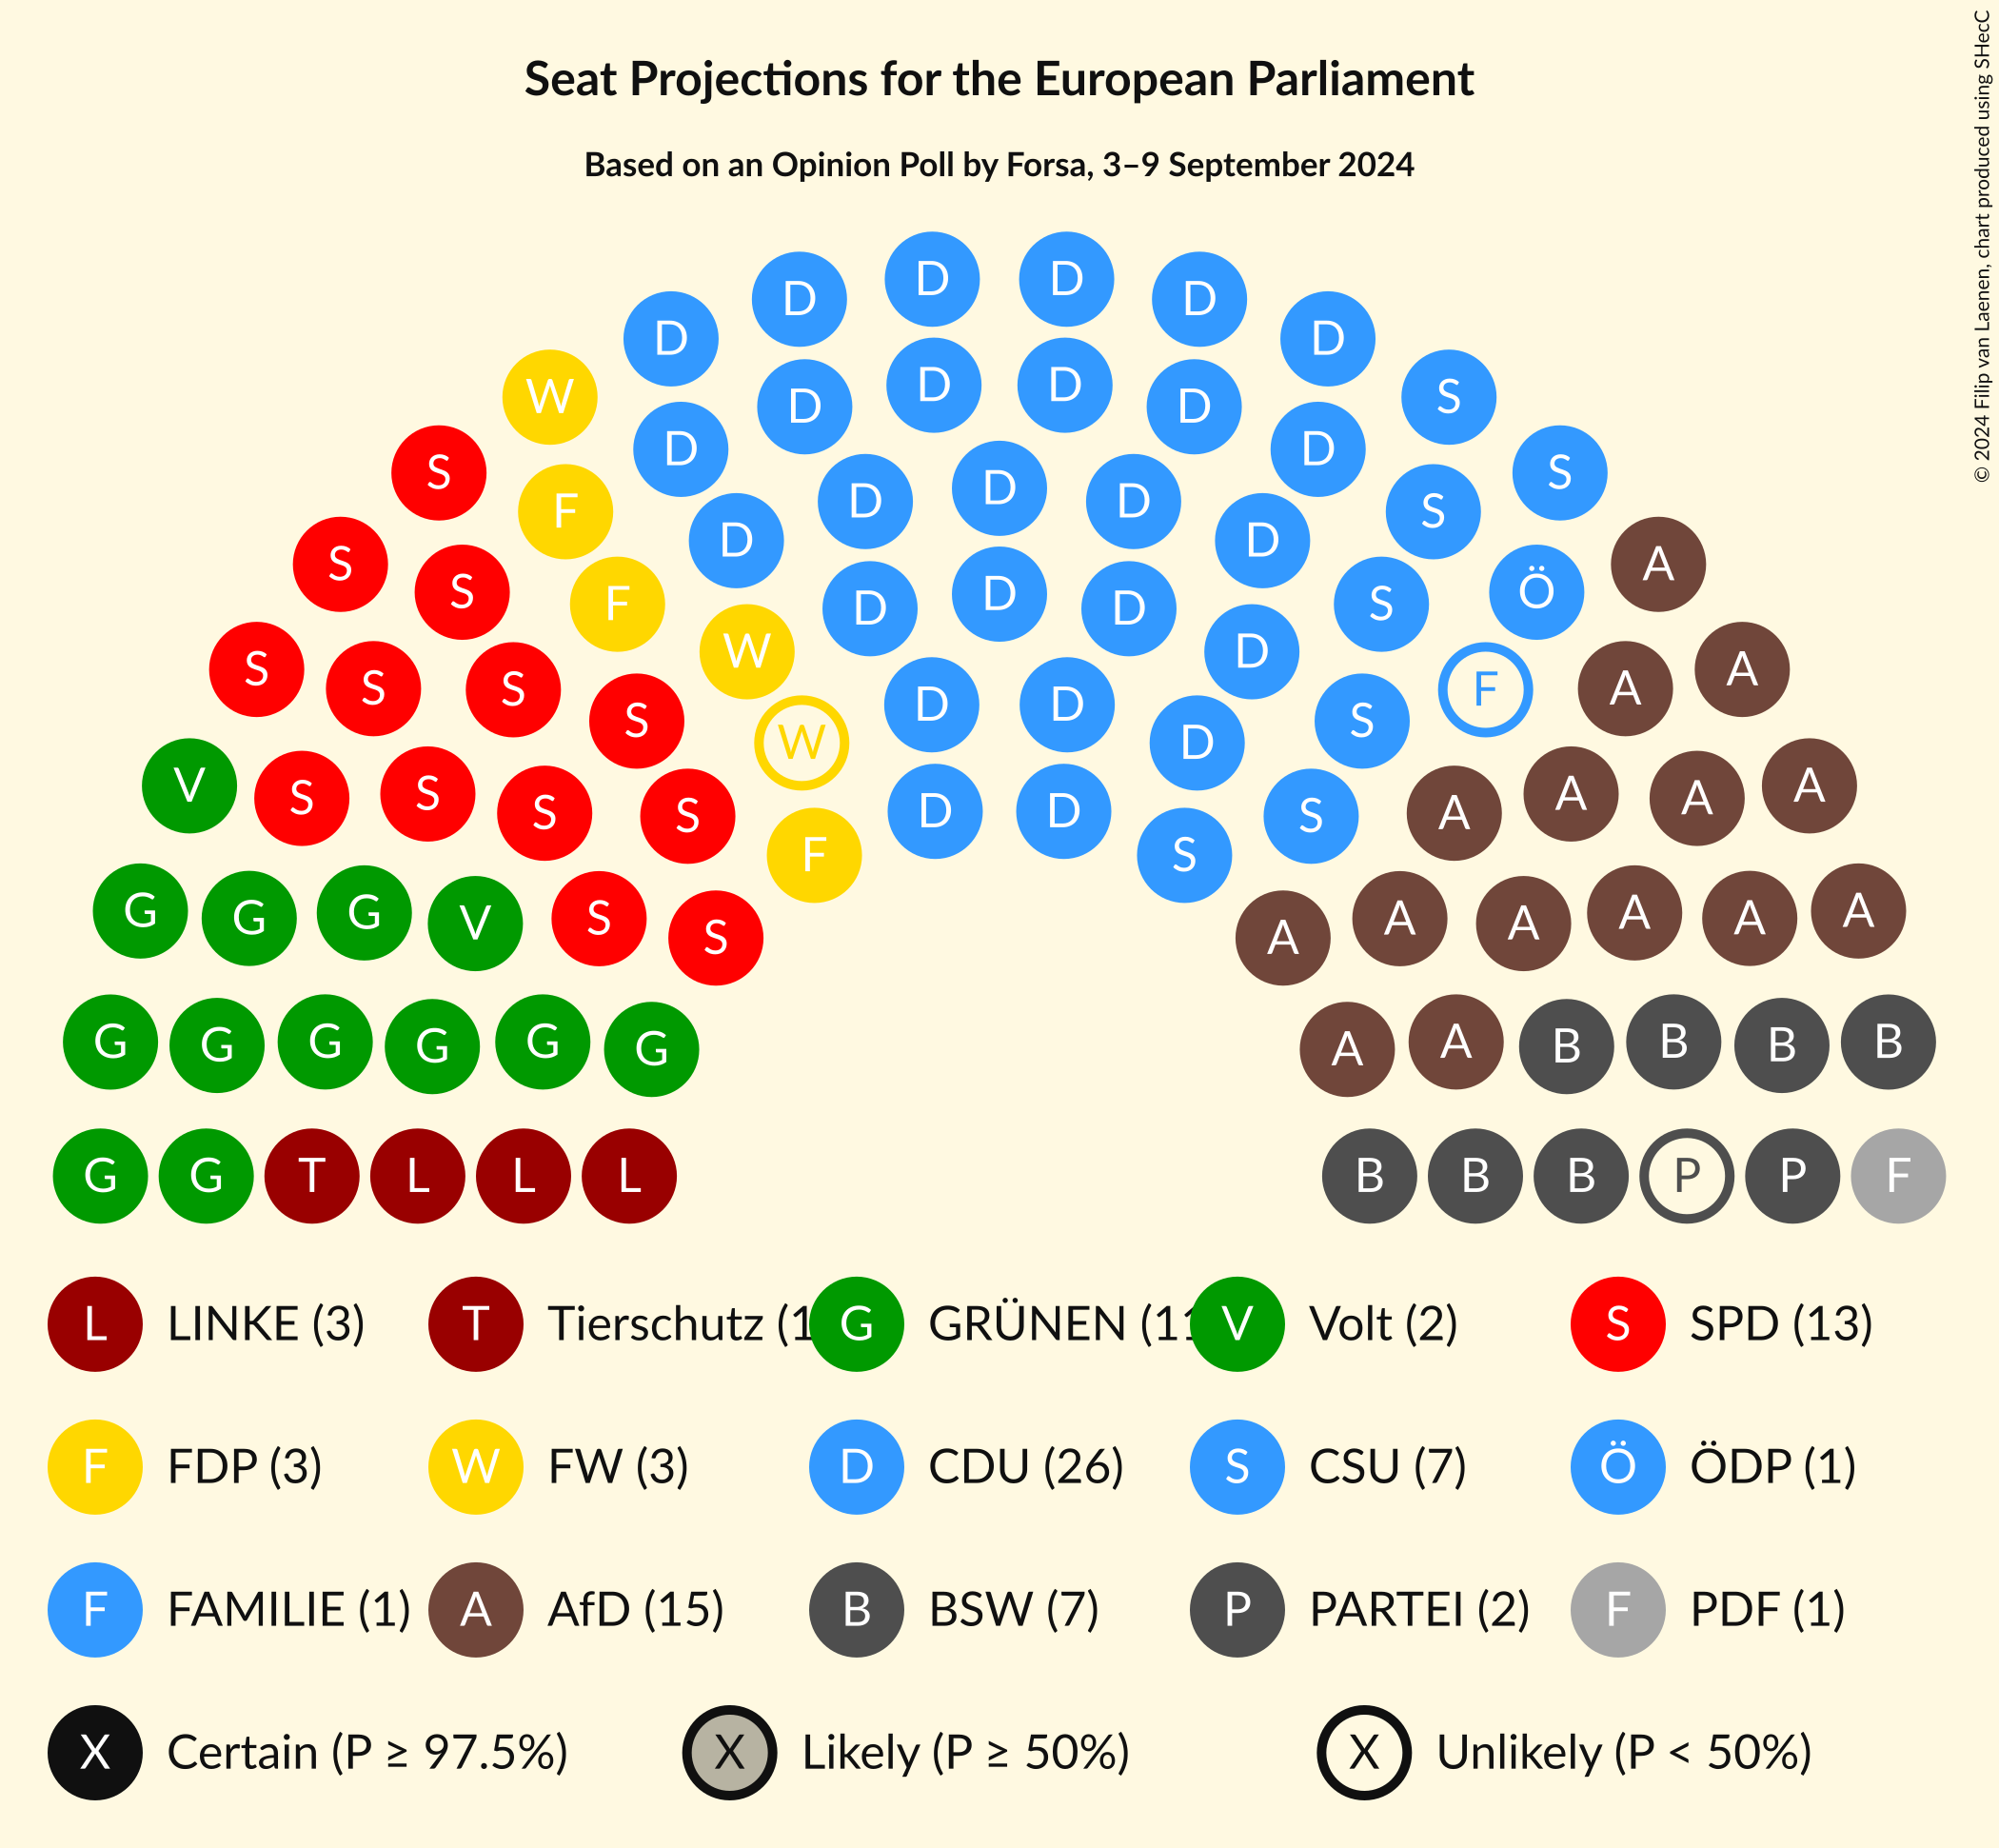 Seat Projections for the European Parliament
Based on an Opinion Poll by Forsa, 3–9 September 2024
© 2024 Filip van Laenen, chart produced using SHecC
D D D D
D D
W D D D D S
S D D D D D S
F D D S
S S F D D D S Ö A
S S S S W D D D S F A A
V S S S S W D D D S A A A A
F S
G G G V S S A A A A A A
G G G G G G A A B B B B
G G T L L L B B B P P F
L LINKE (3) T Tierschutz (1 G GRÜNEN (11 V Volt (2) S SPD (13)
F FDP (3) W FW (3) D CDU (26) S CSU (7) Ö ÖDP (1)
F FAMILIE (1) A AfD (15) B BSW (7) P PARTEI (2) F PDF (1)
X Certain (P ≥ 97.5%) X Likely (P ≥ 50%) X Unlikely (P < 50%)